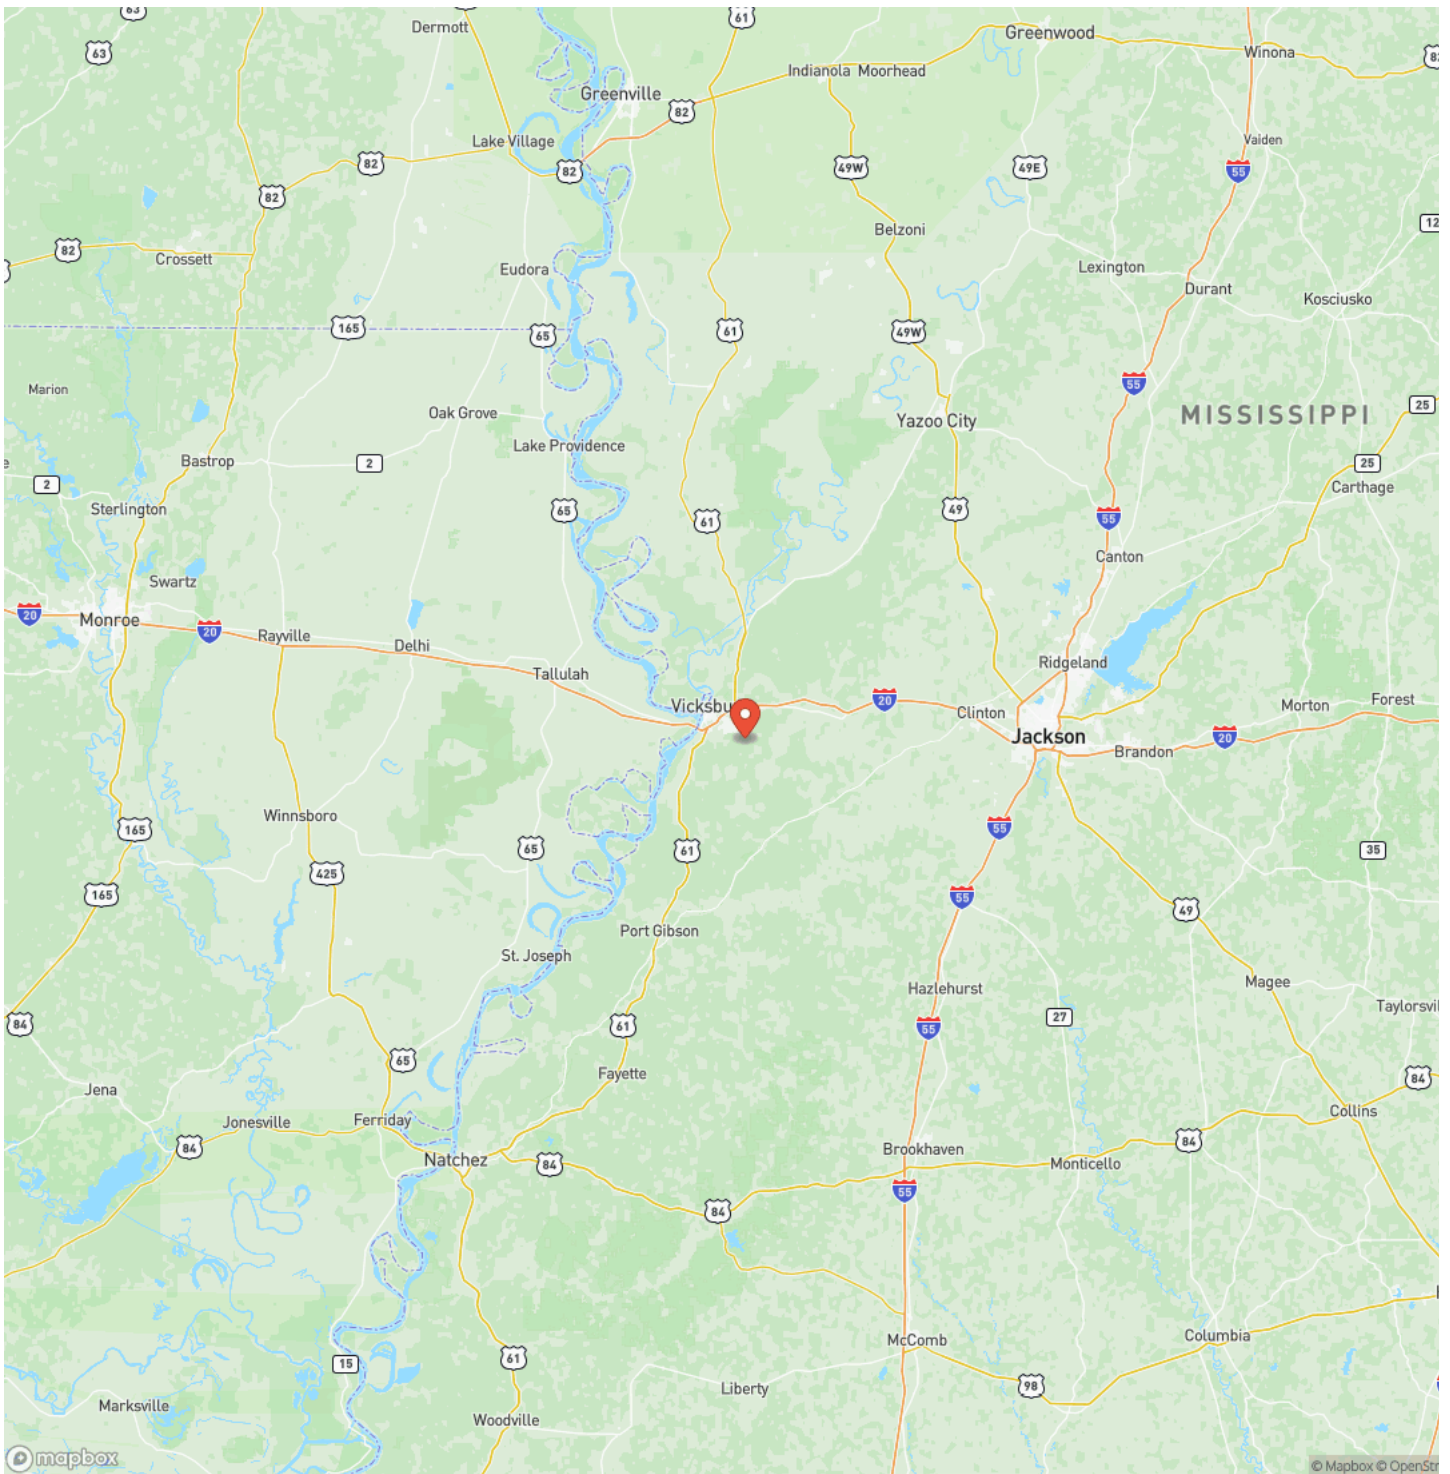 63
Dermott
61
Greenwood
Winona
63
Indianola
Moorhead
82
Greenville
82
Lake Village
Vaiden
82
82
49W
49E
55
82
12
Belzoni
82
Crossett
Eudora
Lexington
Durant
Kosciusko
165
65
61
49W
Marion
55
MISSISSIPPI
25
Oak Grove
Yazoo City
Lake Providence
Bastrop
2
25
2
Carthage
Sterlington
65
61
49
55
Canton
Swartz
20
Monroe
20
Rayville
Delhi
Ridgeland
Tallulah
Vicksbu
20
Clinton
Morton
Forest
Jackson
Brandon
20
Winnsboro
165
55
65
61
35
425
165
55
49
Port Gibson
St. Joseph
Hazlehurst
Magee
Taylorsvil
84
61
55
27
65
Fayette
84
Jena
Collins
Jonesville
Ferriday
84
Brookhaven
84
Natchez
84
Monticello
55
84
McComb
Columbia
61
15
98
Liberty
Marksville
Woodville
mapbox
© Mapbox © OpenStr